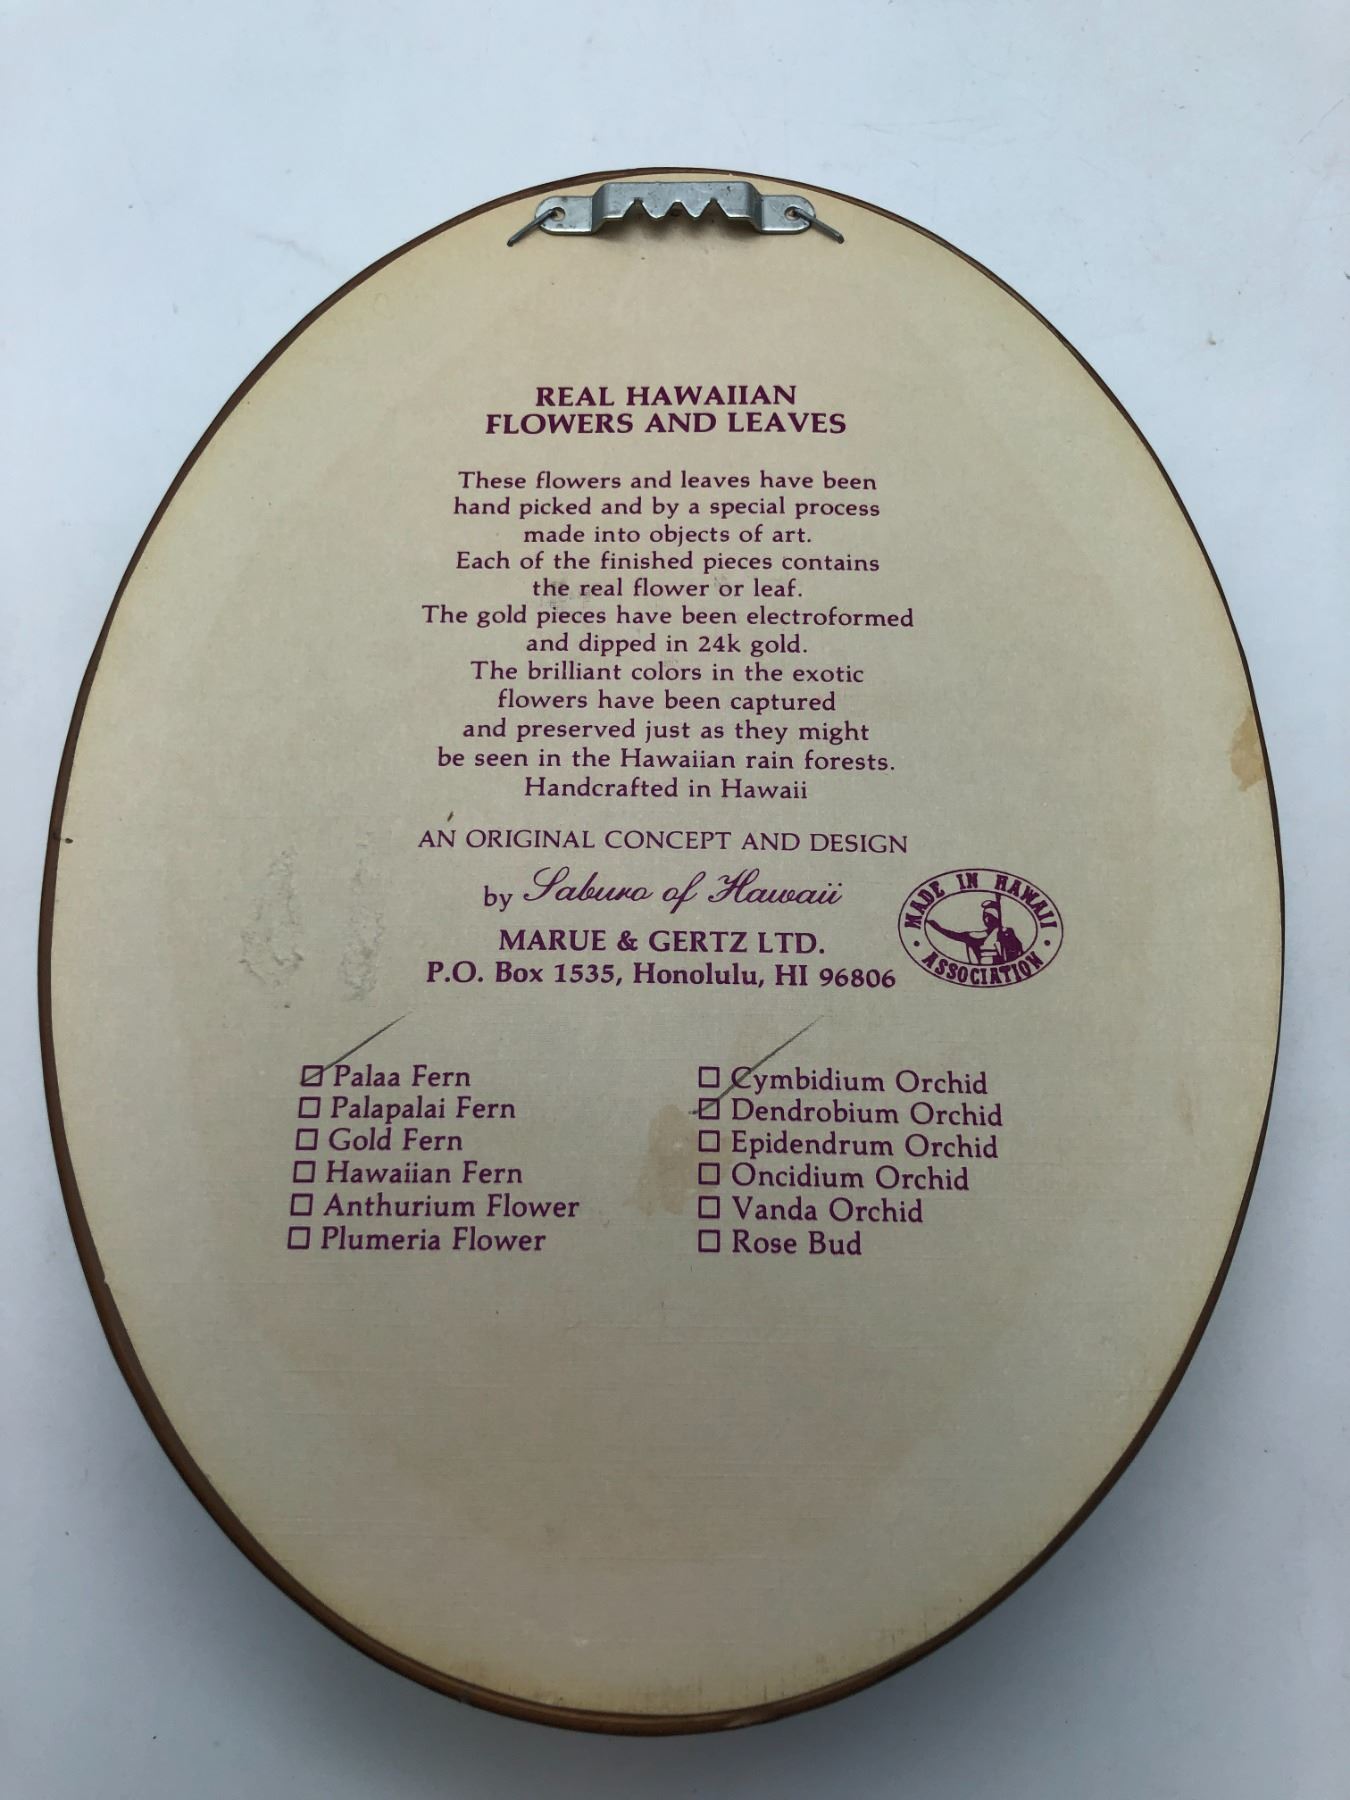 REAL HAWAIIAN
FLOWERS AND LEAVES
These flowers and leaves have been
hand picked and by a special process
made into objects of art.
Each of the finished pieces contains
the real flower or leaf.
The gold pieces have been electroformed
and dipped in 24k gold.
The brilliant colors in the exotic
flowers have been captured
and preserved just as they might
be seen in the Hawaiian rain forests.
Handcrafted in Hawaii
AN ORIGINAL CONCEPT AND DESIGN
by Saburo of Hawaii
MARUE & GERTZ LTD.
P.O. Box 1535, Honolulu, HI 96806
MADE IN HAWAII
ASSOCIATION
Palaa Fern
Palapalai Fern
Gold Fern
Hawaiian Fern
Anthurium Flower
Plumeria Flower
Cymbidium Orchid
Dendrobium Orchid
Epidendrum Orchid
Oncidium Orchid
Vanda Orchid
Rose Bud